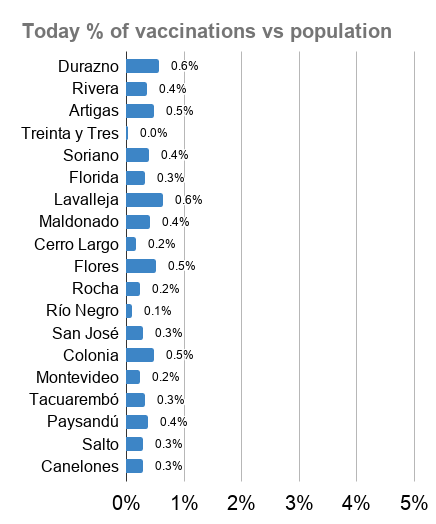 Today % of vaccinations vs population
Durazno 0.6%
Rivera 0.4%
Artigas 0.5%
Treinta y Tres 0.0%
Soriano 0.4%
Florida 0.3%
Lavalleja 0.6%
Maldonado 0.4%
Cerro Largo 0.2%
Flores 0.5%
Rocha 0.2%
Río Negro 0.1%
San José 0.3%
Colonia 0.5%
Montevideo 0.2%
Tacuarembó 0.3%
Paysandú 0.4%
Salto 0.3%
Canelones 0.3%
0% 1% 2% 3% 4% 5%